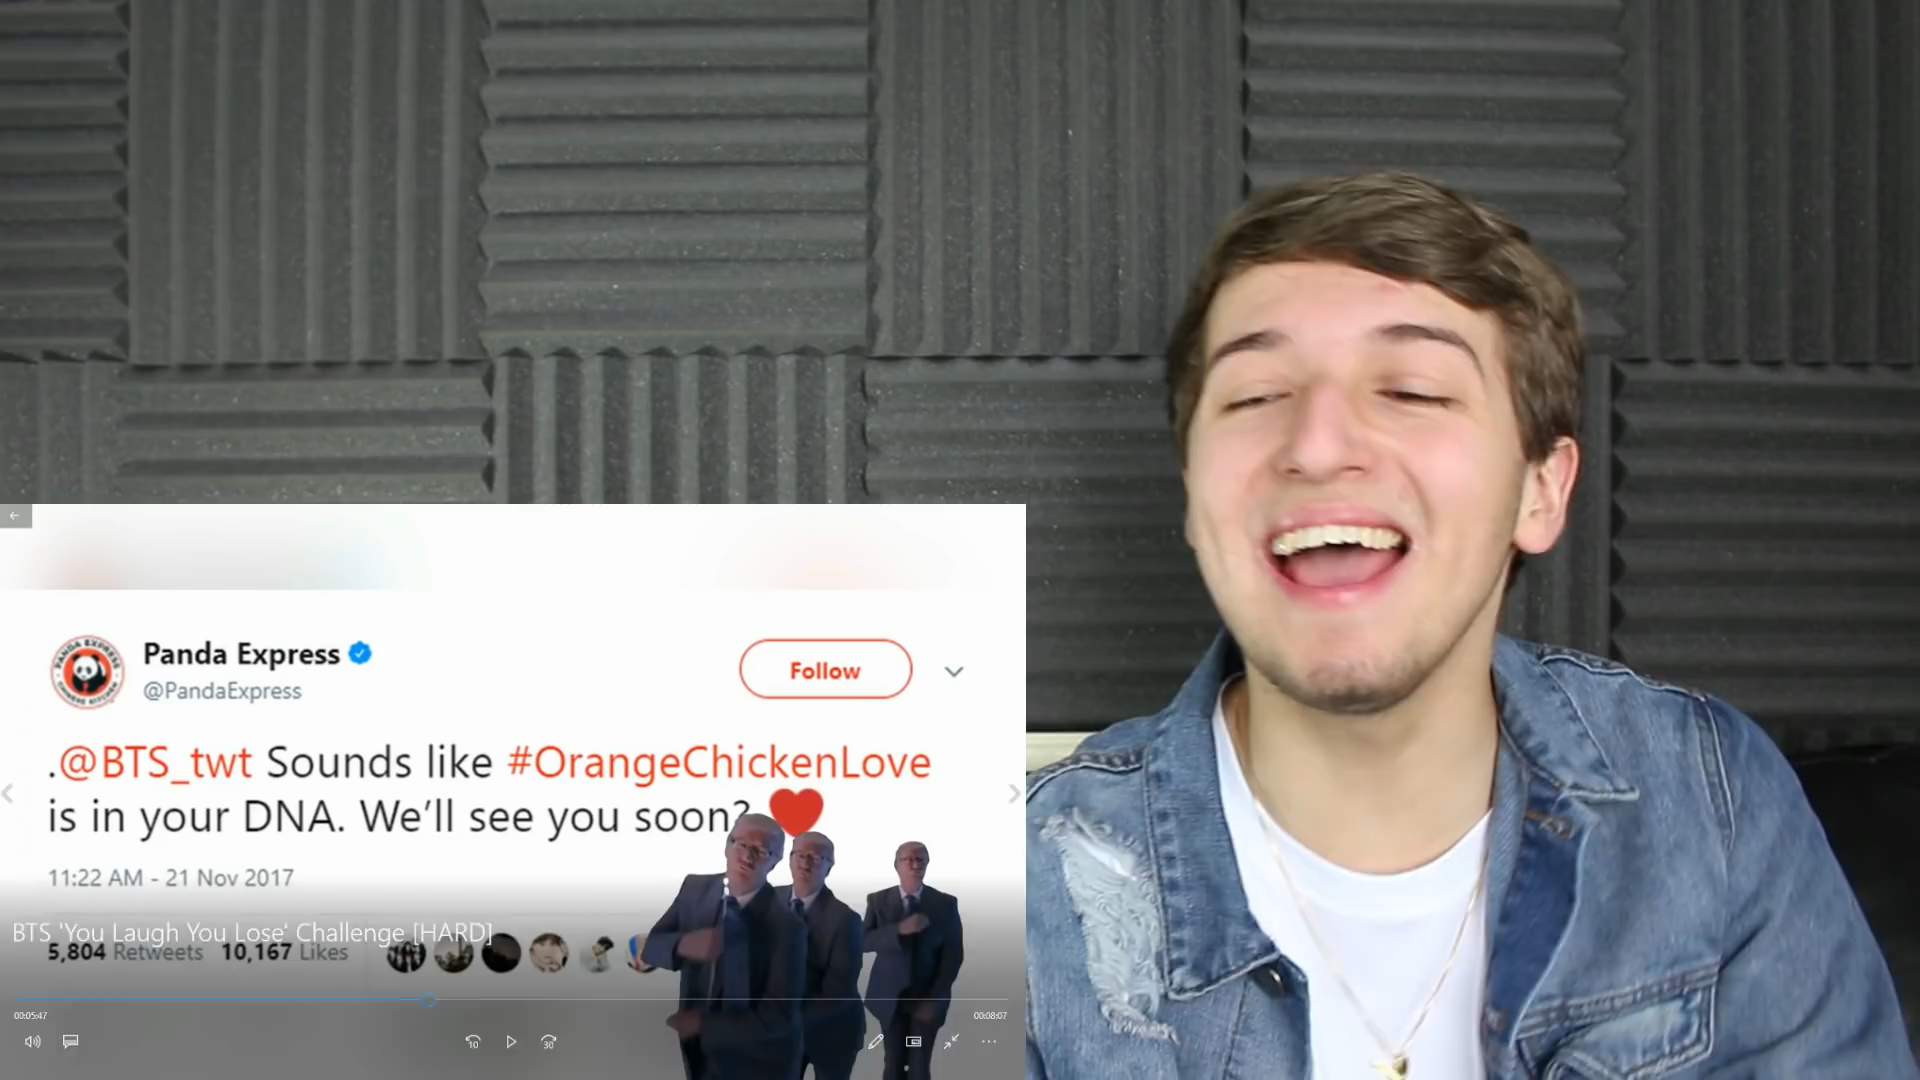 Panda Express
@PandaExpress
Follow
.@BTS_twt Sounds like #OrangeChickenLove
is in your DNA. We’ll see you soon?
11:22 AM - 21 Nov 2017
BTS 'You Laugh You Lose' Challenge [HARD]
5,804 Retweets 10,167 Likes
00:05:47
00:08:07
10
30